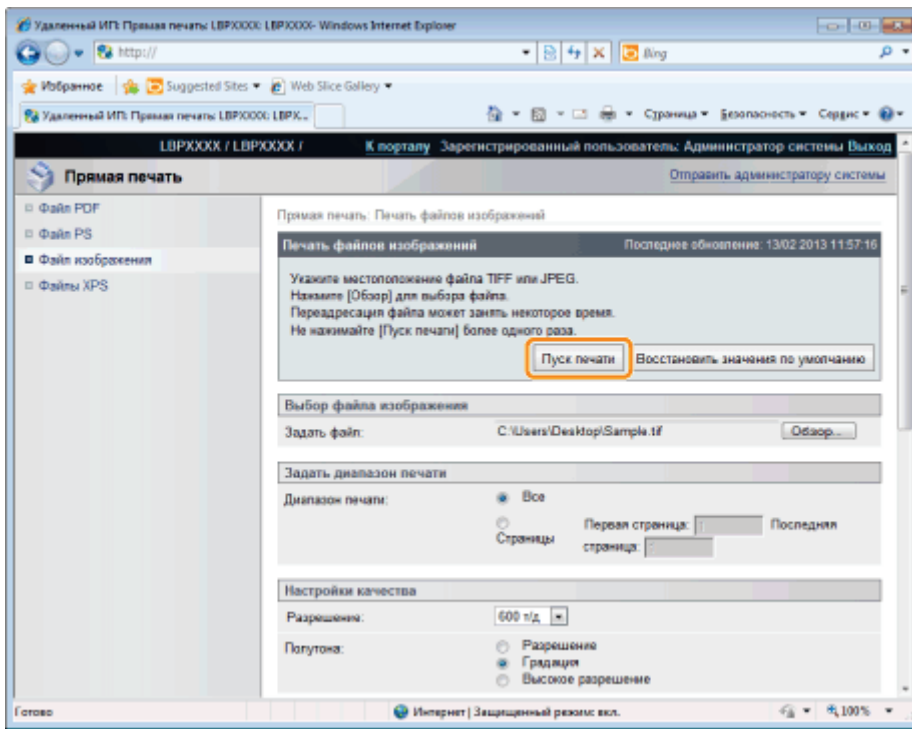 Удаленный ИП: Прямая печать: LBPXXXX: LBPXXXX- Windows Internet Explorer
http://
Bing
Избранное Suggested Sites Web Slice Gallery
Удаленный ИП: Прямая печать: LBPXXXX: LBPX...
Страница Безопасность Сервис
LBPXXXX / LBPXXXX / К порталу Зарегистрированный пользователь: Администратор системы Выход
Прямая печать
Отправить администратору системы
Файл PDF
Файл PS
Файл изображения
Файлы XPS
Прямая печать: Печать файлов изображений
Печать файлов изображений Последнее обновление: 13/02 2013 11:57:16
Укажите местоположение файла TIFF или JPEG.
Нажмите [Обзор] для выбора файла.
Переадресация файла может занять некоторое время.
Не нажимайте [Пуск печати] более одного раза.
Пуск печати Восстановить значения по умолчанию
Выбор файла изображения
Задать файл: C:\Users\Desktop\Sample.tif Обзор...
Задать диапазон печати
Диапазон печати: Все
Страницы Первая страница: 1 Последняя
страница: 1
Настройки качества
Разрешение: 600 т/д
Полутона: Разрешение
Градация
Высокое разрешение
Готово Интернет | Защищенный режим: вкл. 100%